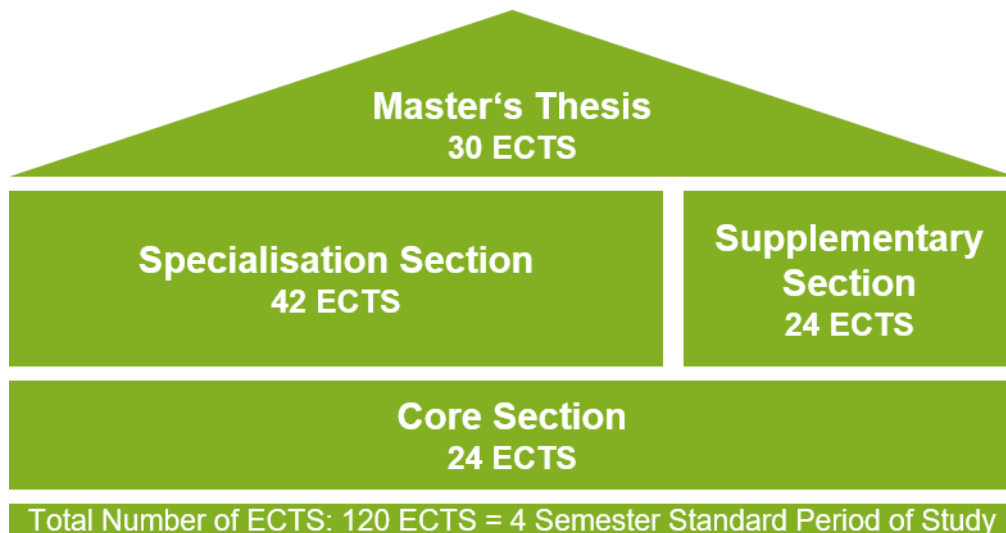 Master‘s Thesis
30 ECTS
Specialisation Section
42 ECTS
Supplementary
Section
24 ECTS
Core Section
24 ECTS
Total Number of ECTS: 120 ECTS = 4 Semester Standard Period of Study